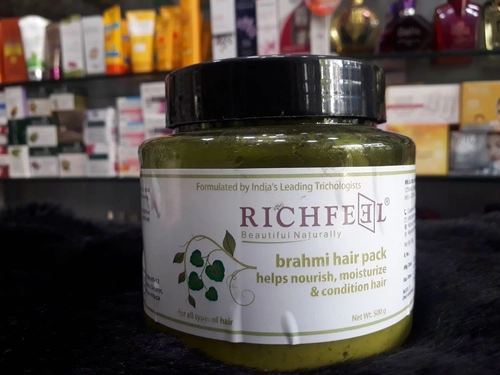 Formulated by India's Leading Trichologists
RICHFEEL®
Beautiful Naturally
brahmi hair pack
helps nourish, moisturize
& condition hair
For all types of hair
Net Wt. 500 g